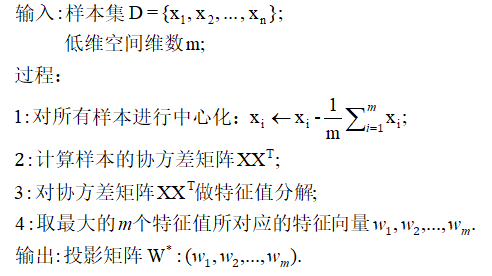 输入:样本集D={x₁,x₂,...,xₙ};
低维空间维数m;
过程:
1:对所有样本进行中心化:xᵢ←xᵢ-\frac{1}{m}∑_{i=1}^{m}xᵢ;
2:计算样本的协方差矩阵XXᵀ;
3:对协方差矩阵XXᵀ做特征值分解;
4:取最大的m个特征值所对应的特征向量w₁,w₂,...,wₘ.
输出:投影矩阵W*:(w₁,w₂,...,wₘ).